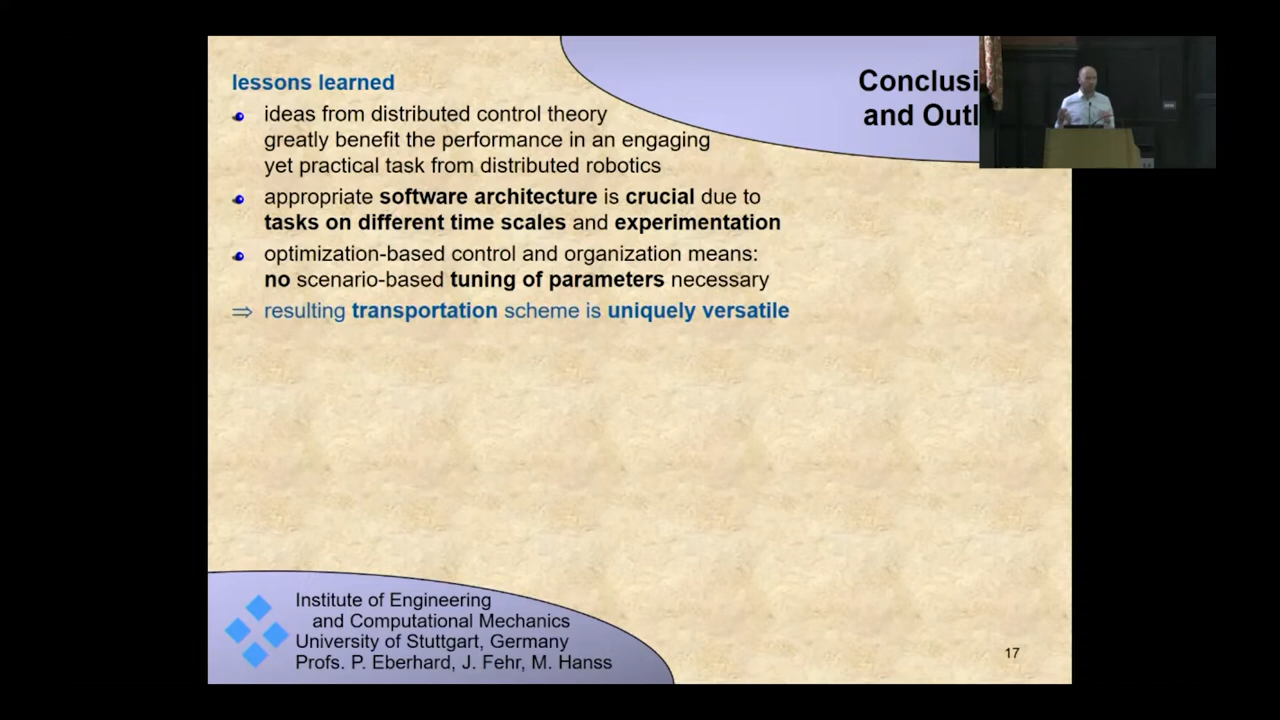 lessons learned
ideas from distributed control theory
greatly benefit the performance in an engaging
yet practical task from distributed robotics
appropriate software architecture is crucial due to
tasks on different time scales and experimentation
optimization-based control and organization means:
no scenario-based tuning of parameters necessary
⇒ resulting transportation scheme is uniquely versatile
Conclusi
and Outl
Institute of Engineering
and Computational Mechanics
University of Stuttgart, Germany
Profs. P. Eberhard, J. Fehr, M. Hanss
17